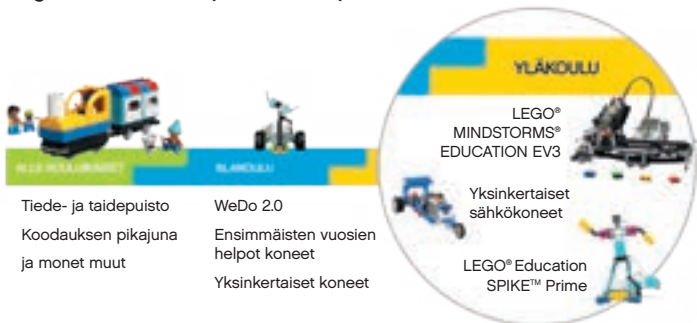 YLÄKOULU
Tiede- ja taidepuisto
Koodauksen pikajuna
ja monet muut
WeDo 2.0
Ensimmäisten vuosien
helpot koneet
Yksinkertaiset koneet
LEGO®
MINDSTORMS®
EDUCATION EV3
Yksinkertaiset
sähkökoneet
LEGO® Education
SPIKE™ Prime